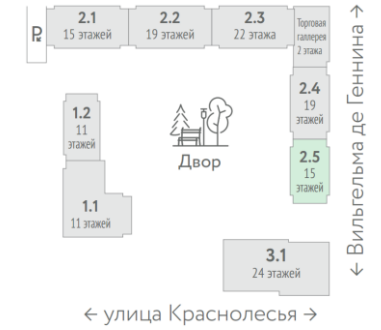 ₽
2.1
15 этажей
2.2
19 этажей
2.3
22 этажа
Торговая
галлерея
2 этажа
2.4
19
этажей
2.5
15
этажей
1.2
11
этажей
1.1
11 этажей
Двор
3.1
24 этажей
← Вильгельма де Геннина →
← улица Краснолесья →